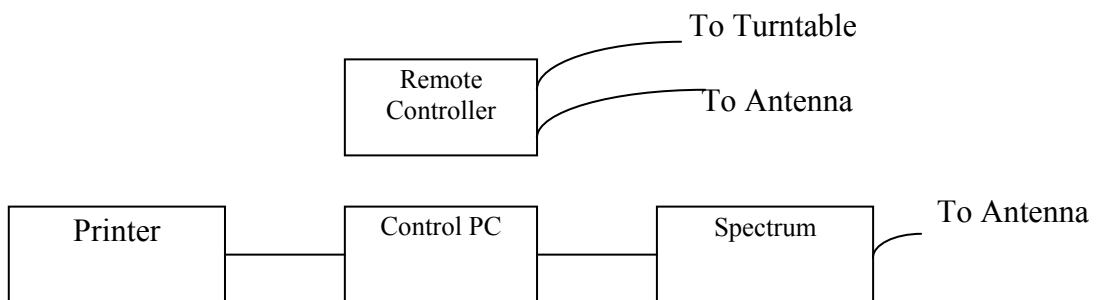 To Turntable
Remote
Controller
To Antenna
Printer
Control PC
Spectrum
To Antenna